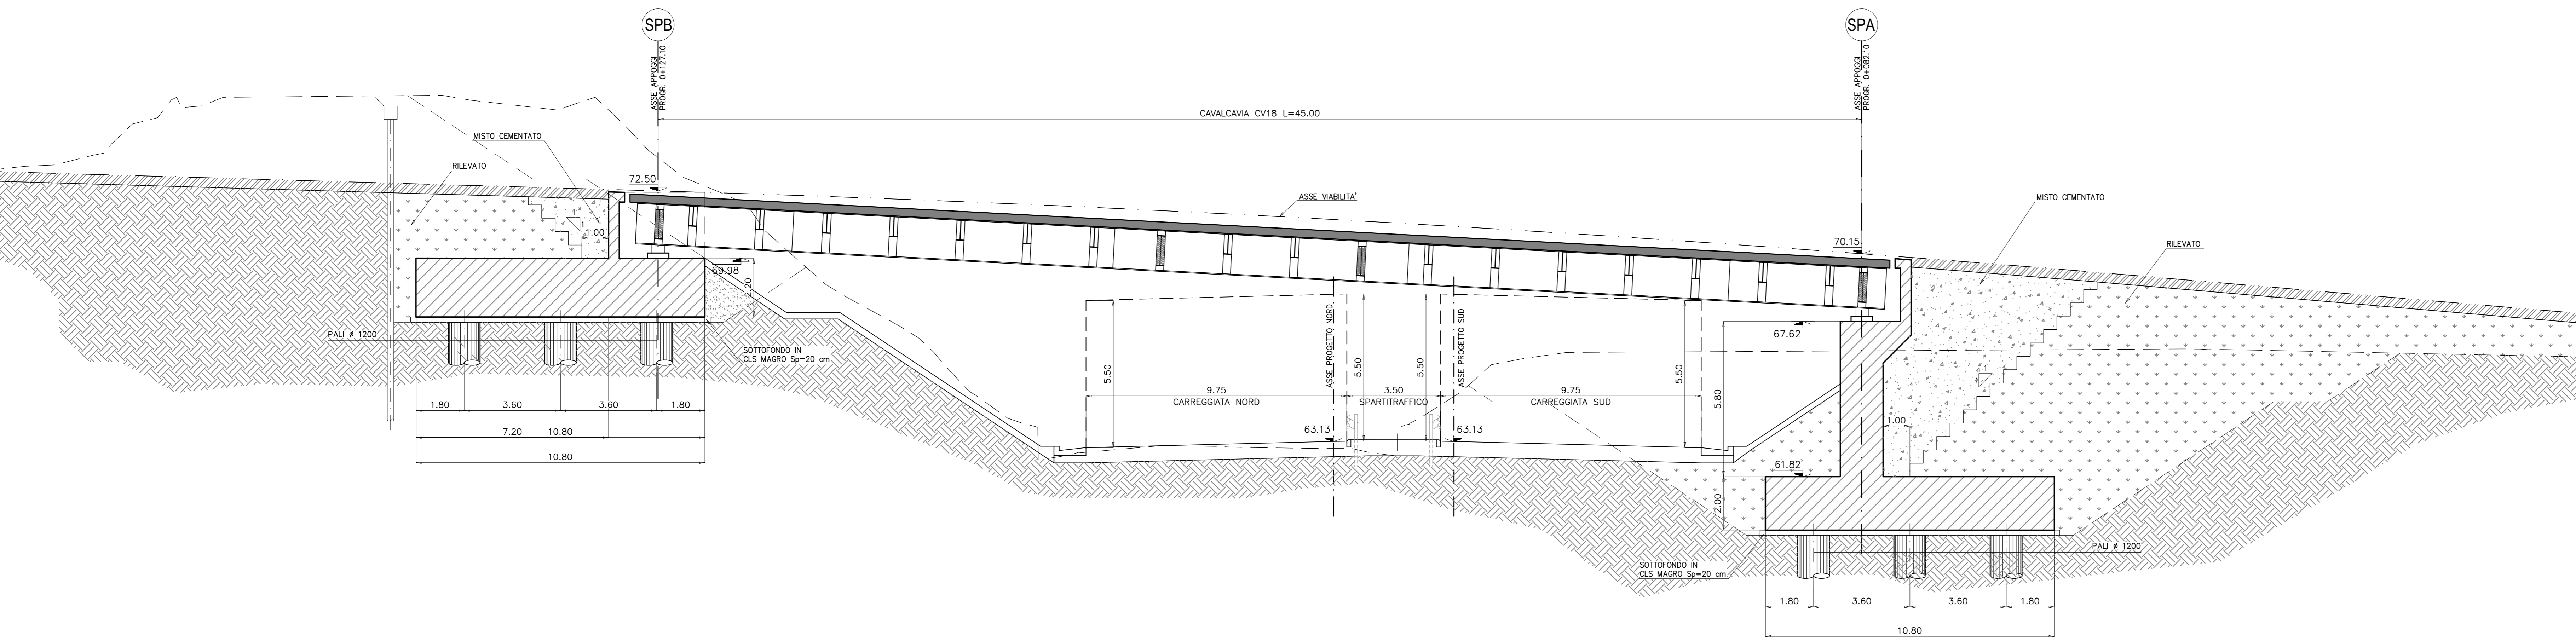 SPB
SPA
ASSE APPOGGI
PROGR. 0+127.10
ASSE APPOGGI
PROGR. 0+082.10
CAVALCAVIA CV18 L=45.00
MISTO CEMENTATO
RILEVATO
72.50
ASSE VIABILITA'
MISTO CEMENTATO
RILEVATO
70.15
1
1
1.00
69.98
2.20
PALI ø 1200
SOTTOFONDO IN
CLS MAGRO Sp=20 cm
67.62
ASSE PROGETTO NORD
ASSE PROGETTO SUD
5.50
5.50
5.50
5.50
9.75
3.50
9.75
CARREGGIATA NORD
SPARTITRAFFICO
CARREGGIATA SUD
5.80
1
1
1.00
1.80
3.60
3.60
1.80
7.20
10.80
10.80
63.13
63.13
61.82
2.00
SOTTOFONDO IN
CLS MAGRO Sp=20 cm
PALI ø 1200
1.80
3.60
3.60
1.80
10.80